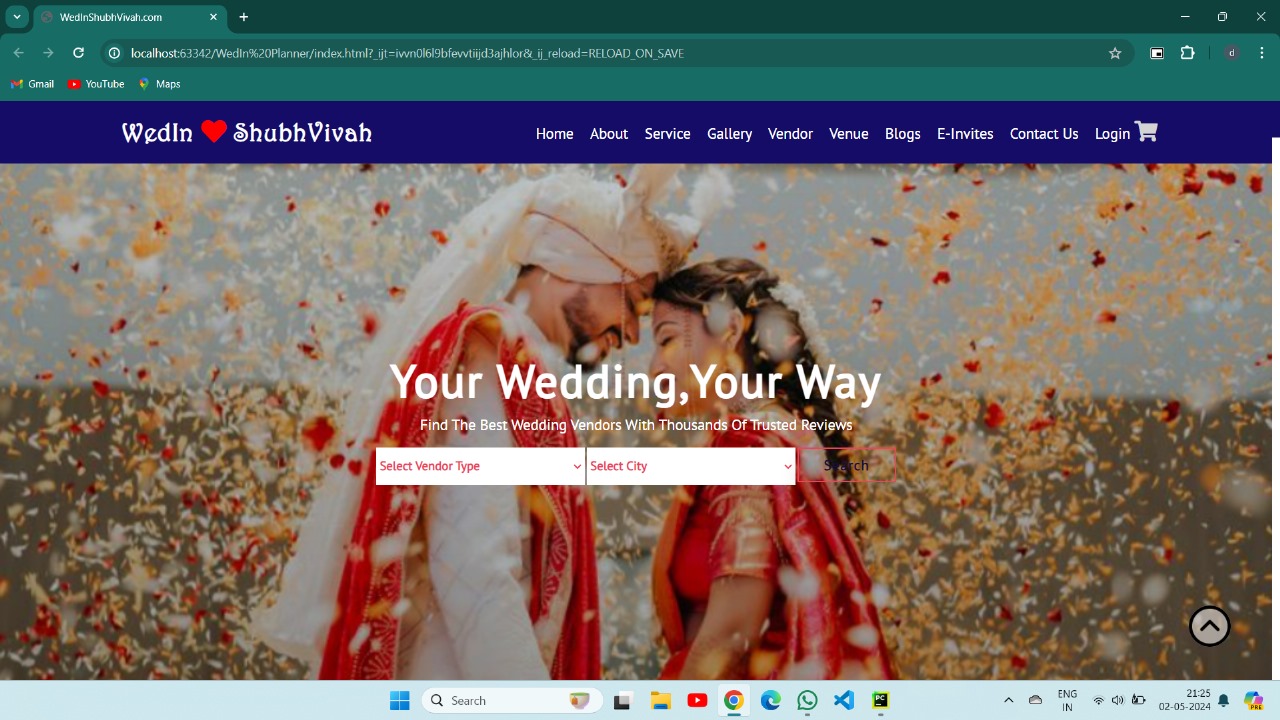 WedInShubhVivah.com
localhost:63342/WedIn%20Planner/index.html?_ijt=ivvn0l6l9bfevvtiijd3ajhlor&_ij_reload=RELOAD_ON_SAVE
d
Gmail YouTube Maps
WedIn ShubhVivah Home About Service Gallery Vendor Venue Blogs E-Invites Contact Us Login
Your Wedding,Your Way
Find The Best Wedding Vendors With Thousands Of Trusted Reviews
Select Vendor Type Select City Search
Search
PC
ENG
IN
21:25
02-05-2024
PRE